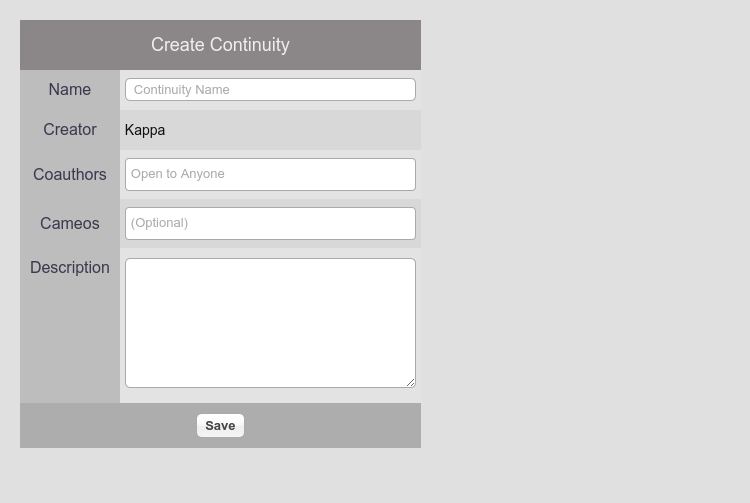 Create Continuity
Name Continuity Name
Creator Kappa
Coauthors Open to Anyone
Cameos (Optional)
Description
Save